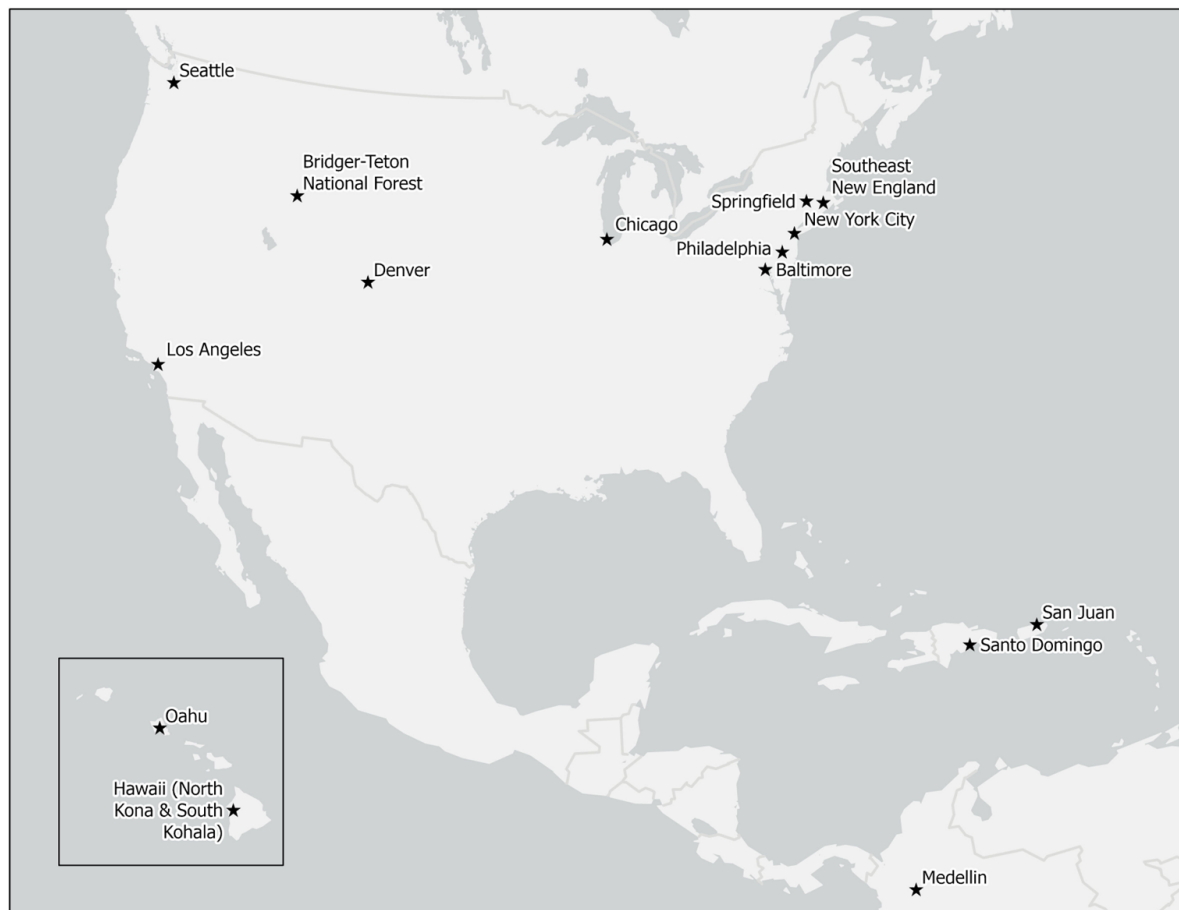 Seattle
Bridger-Teton
National Forest
Southeast
New England
Springfield
New York City
Chicago
Philadelphia
Baltimore
Denver
Los Angeles
San Juan
Santo Domingo
Oahu
Hawaii (North
Kona & South
Kohala)
Medellin